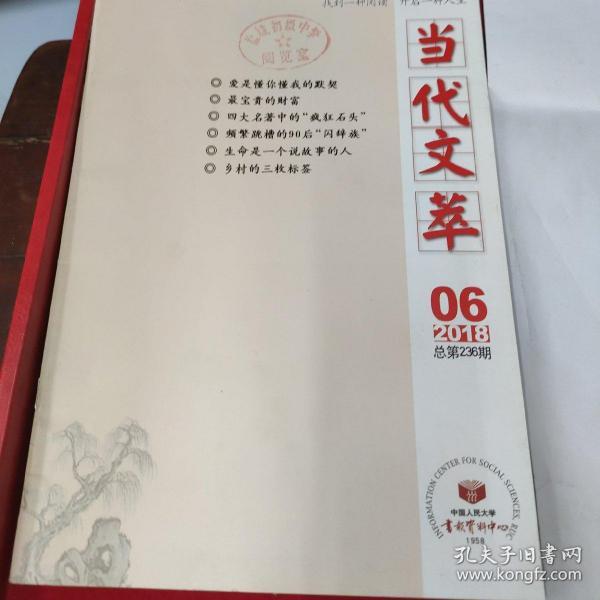 找到一种阅读 开启一种人生
初级中学
阅览室
◎ 爱是懂你懂我的默契
◎ 最宝贵的财富
◎ 四大名著中的“疯狂石头”
◎ 频繁跳槽的90后“闪辞族”
◎ 生命是一个说故事的人
◎ 乡村的三枚标签
当代文萃
06
2018
总第236期
INFORMATION CENTER FOR SOCIAL SCIENCES, RUC
中国人民大学
书报资料中心
1958
孔夫子旧书网
www.kongfz.com